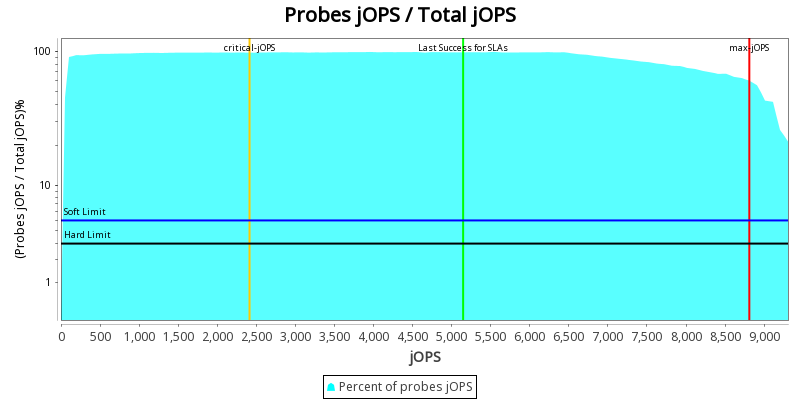 Probes jOPS / Total jOPS
(Probes jOPS / Total jOPS)%
100
10
1
critical-jOPS
Last Success for SLAs
max-jOPS
Soft Limit
Hard Limit
0 500 1,000 1,500 2,000 2,500 3,000 3,500 4,000 4,500 5,000 5,500 6,000 6,500 7,000 7,500 8,000 8,500 9,000
jOPS
Percent of probes jOPS